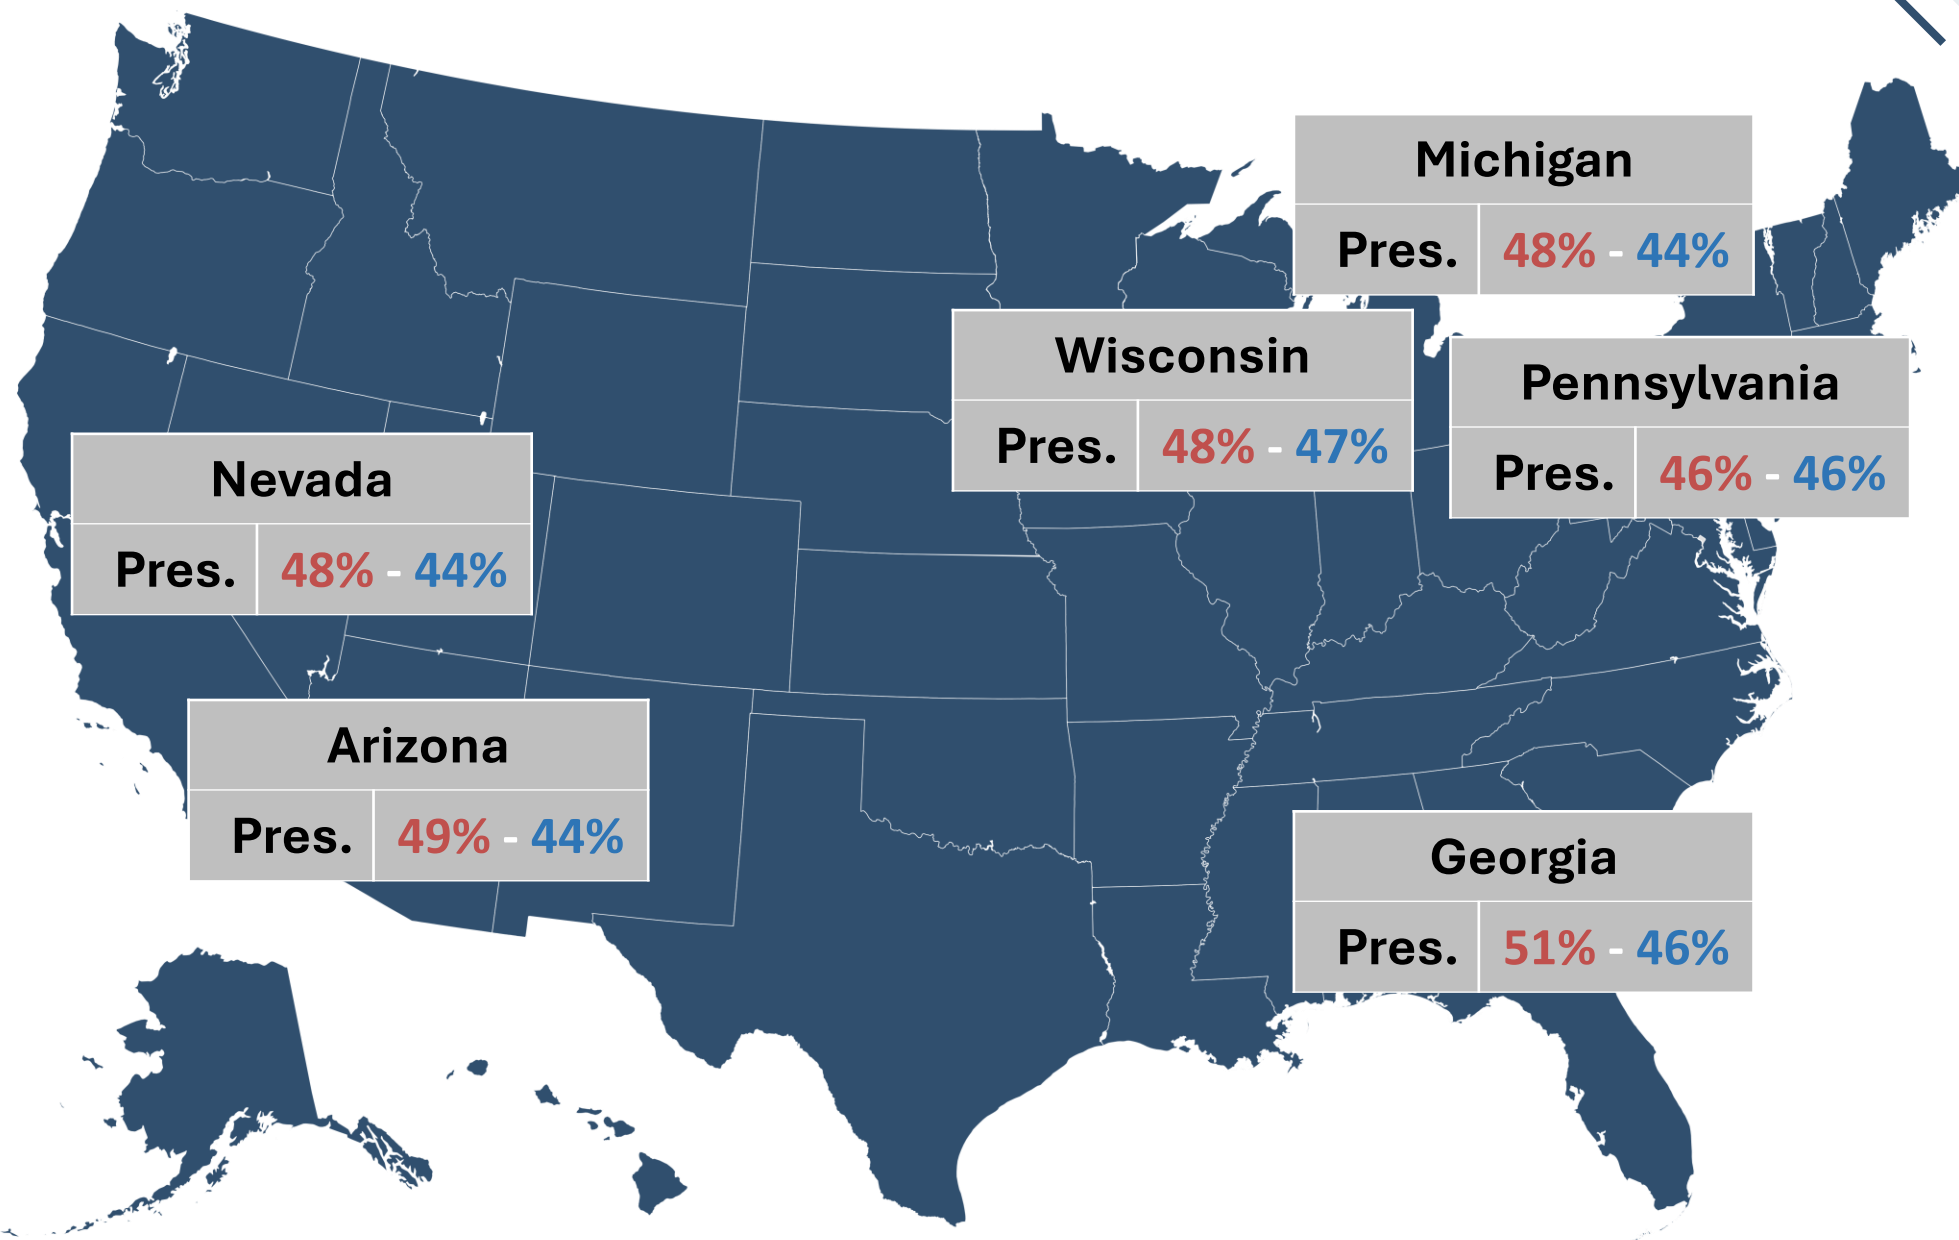 Michigan
Pres. 48% - 44%
Wisconsin
Pres. 48% - 47%
Pennsylvania
Pres. 46% - 46%
Nevada
Pres. 48% - 44%
Arizona
Pres. 49% - 44%
Georgia
Pres. 51% - 46%